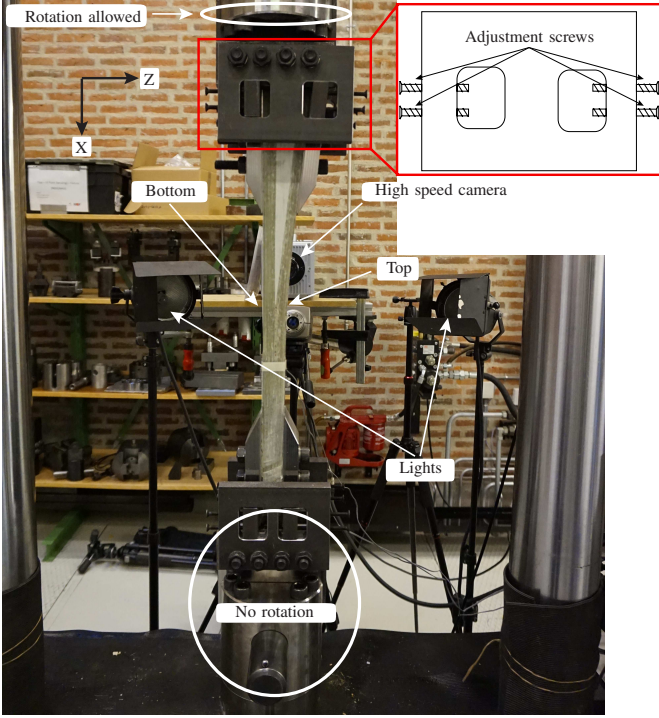 Rotation allowed
Adjustment screws
Z
X
Bottom
High speed camera
Top
Lights
No rotation